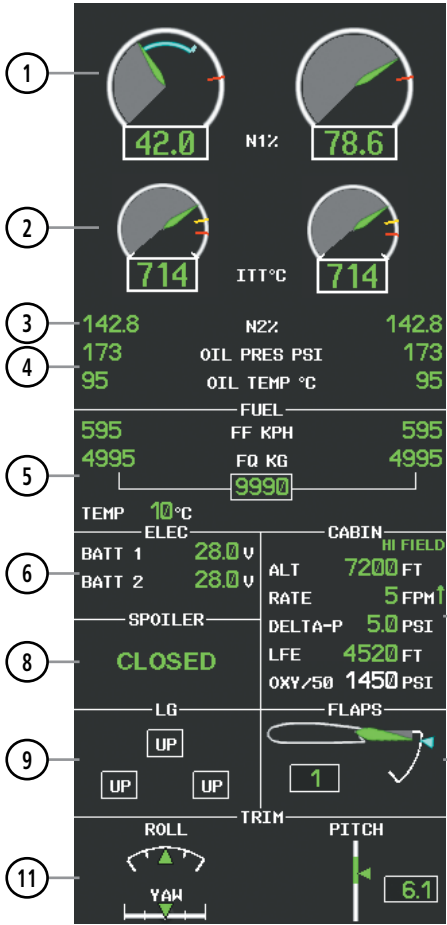 1
42.0 N1% 78.6
2
714 ITT°C 714
3
142.8 N2% 142.8
4
173 OIL PRES PSI 173
95 OIL TEMP °C 95
FUEL
595 FF KPH 595
5
4995 FQ KG 4995
9990
TEMP 10°C
ELEC
6
BATT 1 28.0 V
BATT 2 28.0 V
CABIN
HI FIELD
ALT 7200 FT
RATE 5 FPM↑
DELTA-P 5.0 PSI
LFE 4520 FT
OXY/50 1450 PSI
SPOILER
8
CLOSED
LG
9
UP
UP UP
FLAPS
1
TRIM
11
ROLL
YAW
PITCH
6.1